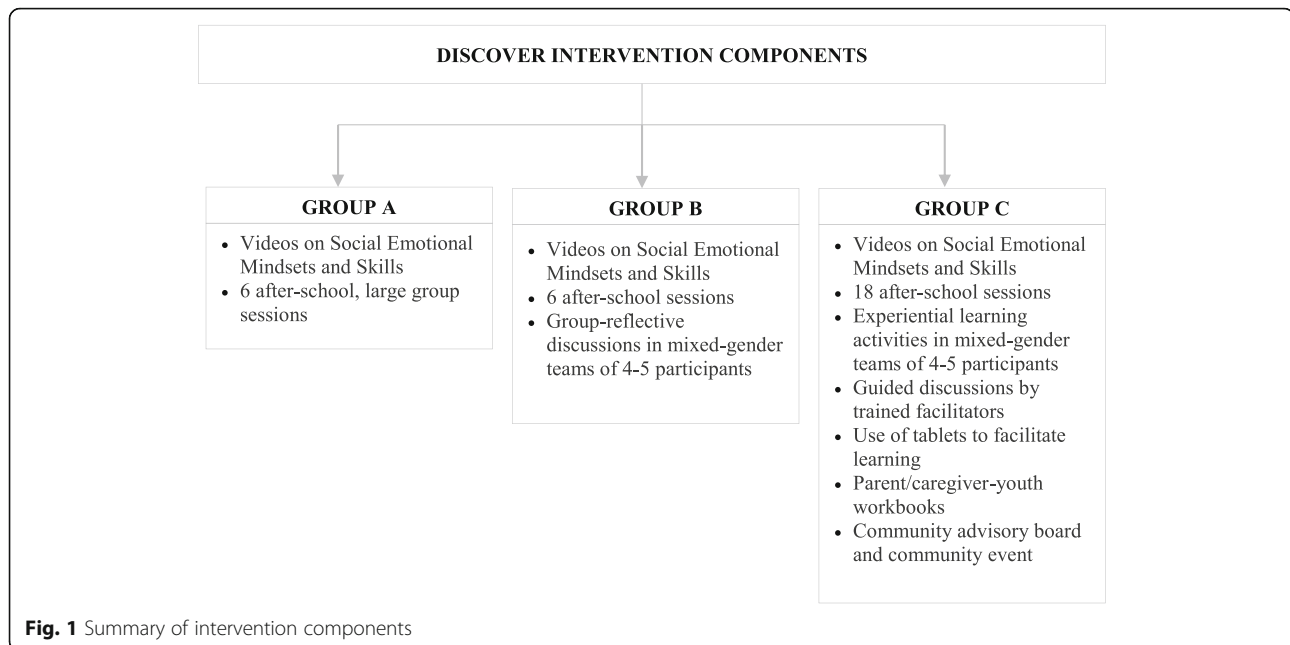 DISCOVER INTERVENTION COMPONENTS
GROUP A
• Videos on Social Emotional
Mindsets and Skills
• 6 after-school, large group
sessions
GROUP B
• Videos on Social Emotional
Mindsets and Skills
• 6 after-school sessions
• Group-reflective
discussions in mixed-gender
teams of 4-5 participants
GROUP C
• Videos on Social Emotional
Mindsets and Skills
• 18 after-school sessions
• Experiential learning
activities in mixed-gender
teams of 4-5 participants
• Guided discussions by
trained facilitators
• Use of tablets to facilitate
learning
• Parent/caregiver-youth
workbooks
• Community advisory board
and community event
Fig. 1 Summary of intervention components